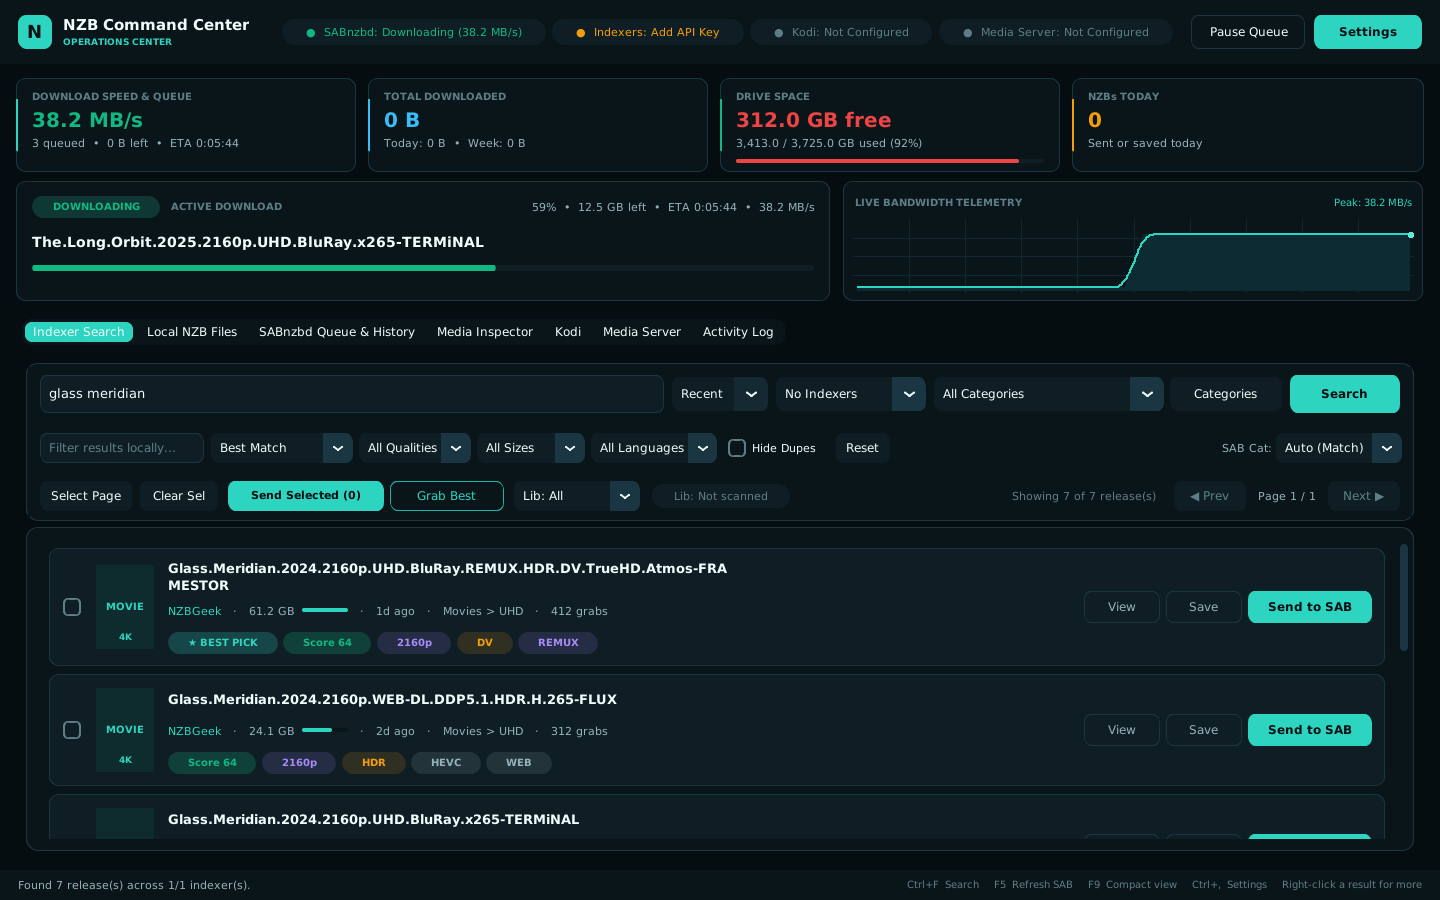 N
NZB Command Center
OPERATIONS CENTER
● SABnzbd: Downloading (38.2 MB/s)
● Indexers: Add API Key
● Kodi: Not Configured
● Media Server: Not Configured
Pause Queue
Settings
DOWNLOAD SPEED & QUEUE
38.2 MB/s
3 queued • 0 B left • ETA 0:05:44
TOTAL DOWNLOADED
0 B
Today: 0 B • Week: 0 B
DRIVE SPACE
312.0 GB free
3,413.0 / 3,725.0 GB used (92%)
NZBs TODAY
0
Sent or saved today
DOWNLOADING
ACTIVE DOWNLOAD
59% • 12.5 GB left • ETA 0:05:44 • 38.2 MB/s
The.Long.Orbit.2025.2160p.UHD.BluRay.x265-TERMiNAL
LIVE BANDWIDTH TELEMETRY
Peak: 38.2 MB/s
Indexer Search
Local NZB Files
SABnzbd Queue & History
Media Inspector
Kodi
Media Server
Activity Log
glass meridian
Recent
No Indexers
All Categories
Categories
Search
Filter results locally...
Best Match
All Qualities
All Sizes
All Languages
Hide Dupes
Reset
SAB Cat:
Auto (Match)
Select Page
Clear Sel
Send Selected (0)
Grab Best
Lib: All
Lib: Not scanned
Showing 7 of 7 release(s)
◀ Prev
Page 1 / 1
Next ▶
MOVIE
4K
Glass.Meridian.2024.2160p.UHD.BluRay.REMUX.HDR.DV.TrueHD.Atmos-FRA
MESTOR
NZBGeek · 61.2 GB · 1d ago · Movies > UHD · 412 grabs
★ BEST PICK
Score 64
2160p
DV
REMUX
View
Save
Send to SAB
MOVIE
4K
Glass.Meridian.2024.2160p.WEB-DL.DDP5.1.HDR.H.265-FLUX
NZBGeek · 24.1 GB · 2d ago · Movies > UHD · 312 grabs
Score 64
2160p
HDR
HEVC
WEB
View
Save
Send to SAB
Glass.Meridian.2024.2160p.UHD.BluRay.x265-TERMiNAL
Found 7 release(s) across 1/1 indexer(s).
Ctrl+F Search
F5 Refresh SAB
F9 Compact view
Ctrl+, Settings
Right-click a result for more